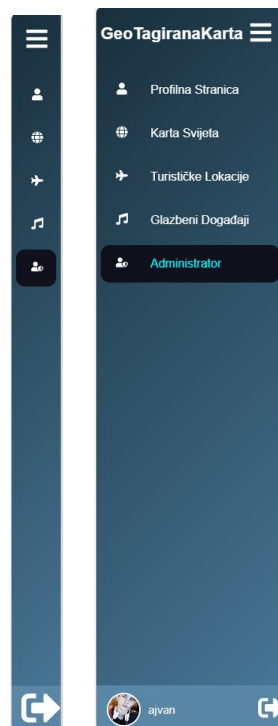 GeoTagiranaKarta
Profilna Stranica
Karta Svijeta
Turističke Lokacije
Glazbeni Događaji
Administrator
ajvan